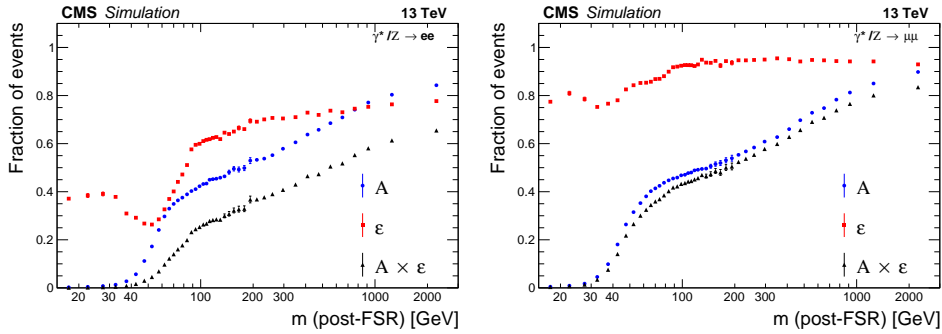 CMS Simulation 13 TeV
γ* /Z → ee
Fraction of events
1
0.8
0.6
0.4
0.2
0
A
ε
A × ε
20 30 40 100 200 300 1000 2000
m (post-FSR) [GeV]
CMS Simulation 13 TeV
γ* /Z → μμ
Fraction of events
1
0.8
0.6
0.4
0.2
0
A
ε
A × ε
20 30 40 100 200 300 1000 2000
m (post-FSR) [GeV]